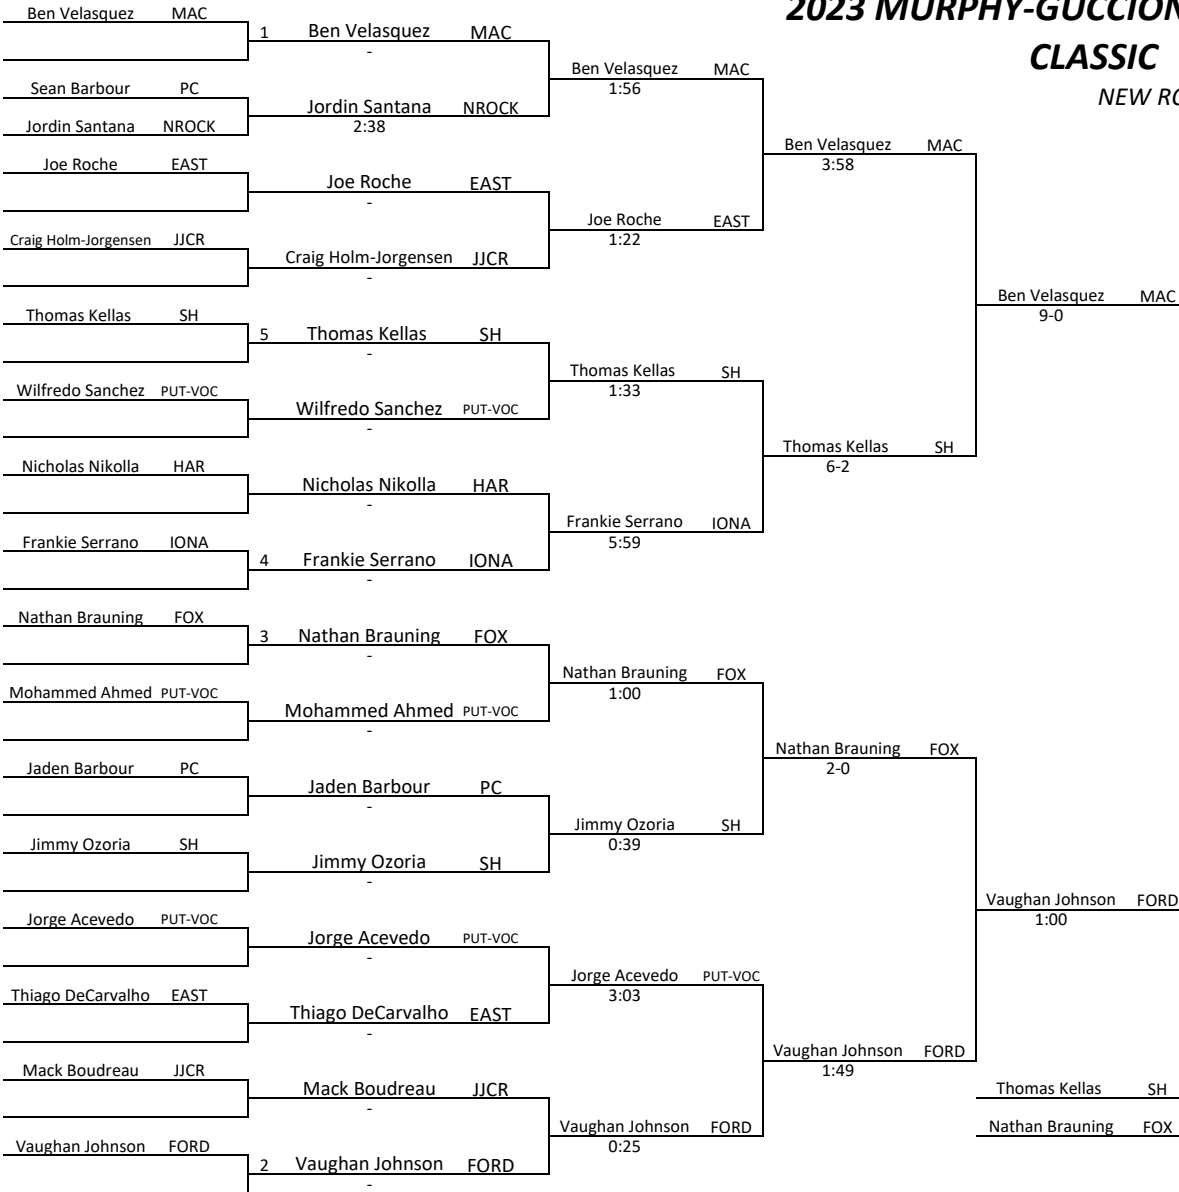 2023 MURPHY-GUCCION
CLASSIC
NEW RO
Ben Velasquez MAC
Sean Barbour PC
Jordin Santana NROCK
Joe Roche EAST
Craig Holm-Jorgensen JJCR
Thomas Kellas SH
Wilfredo Sanchez PUT-VOC
Nicholas Nikolla HAR
Frankie Serrano IONA
Nathan Brauning FOX
Mohammed Ahmed PUT-VOC
Jaden Barbour PC
Jimmy Ozoria SH
Jorge Acevedo PUT-VOC
Thiago DeCarvalho EAST
Mack Boudreau JJCR
Vaughan Johnson FORD
1 Ben Velasquez MAC
-
Jordin Santana NROCK
2:38
Joe Roche EAST
-
Craig Holm-Jorgensen JJCR
-
5 Thomas Kellas SH
-
Wilfredo Sanchez PUT-VOC
-
Nicholas Nikolla HAR
-
4 Frankie Serrano IONA
-
3 Nathan Brauning FOX
-
Mohammed Ahmed PUT-VOC
-
Jaden Barbour PC
-
Jimmy Ozoria SH
-
Jorge Acevedo PUT-VOC
-
Thiago DeCarvalho EAST
-
Mack Boudreau JJCR
-
2 Vaughan Johnson FORD
-
Ben Velasquez MAC
1:56
Joe Roche EAST
1:22
Thomas Kellas SH
1:33
Frankie Serrano IONA
5:59
Nathan Brauning FOX
1:00
Jimmy Ozoria SH
0:39
Jorge Acevedo PUT-VOC
3:03
Vaughan Johnson FORD
0:25
Ben Velasquez MAC
3:58
Thomas Kellas SH
6-2
Nathan Brauning FOX
2-0
Vaughan Johnson FORD
1:49
Ben Velasquez MAC
9-0
Vaughan Johnson FORD
1:00
Thomas Kellas SH
Nathan Brauning FOX